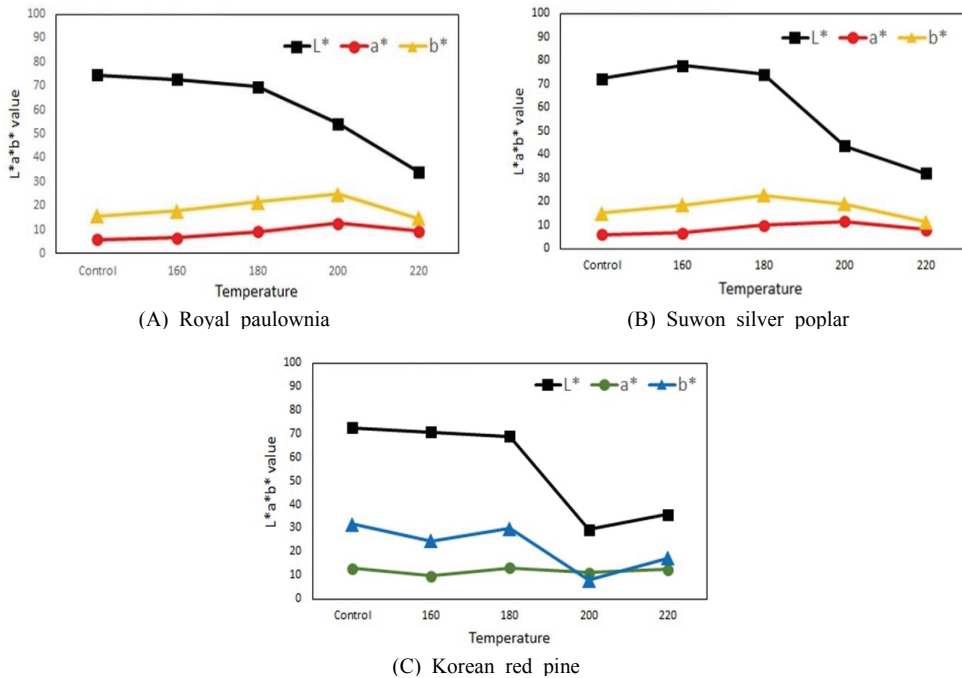 100
90
80
70
60
50
40
30
20
10
0
L*a*b* value
L* a* b*
Control 160 180 200 220
Temperature
(A) Royal paulownia
100
90
80
70
60
50
40
30
20
10
0
L*a*b* value
L* a* b*
Control 160 180 200 220
Temperature
(B) Suwon silver poplar
100
90
80
70
60
50
40
30
20
10
0
L*a*b* value
L* a* b*
Control 160 180 200 220
Temperature
(C) Korean red pine